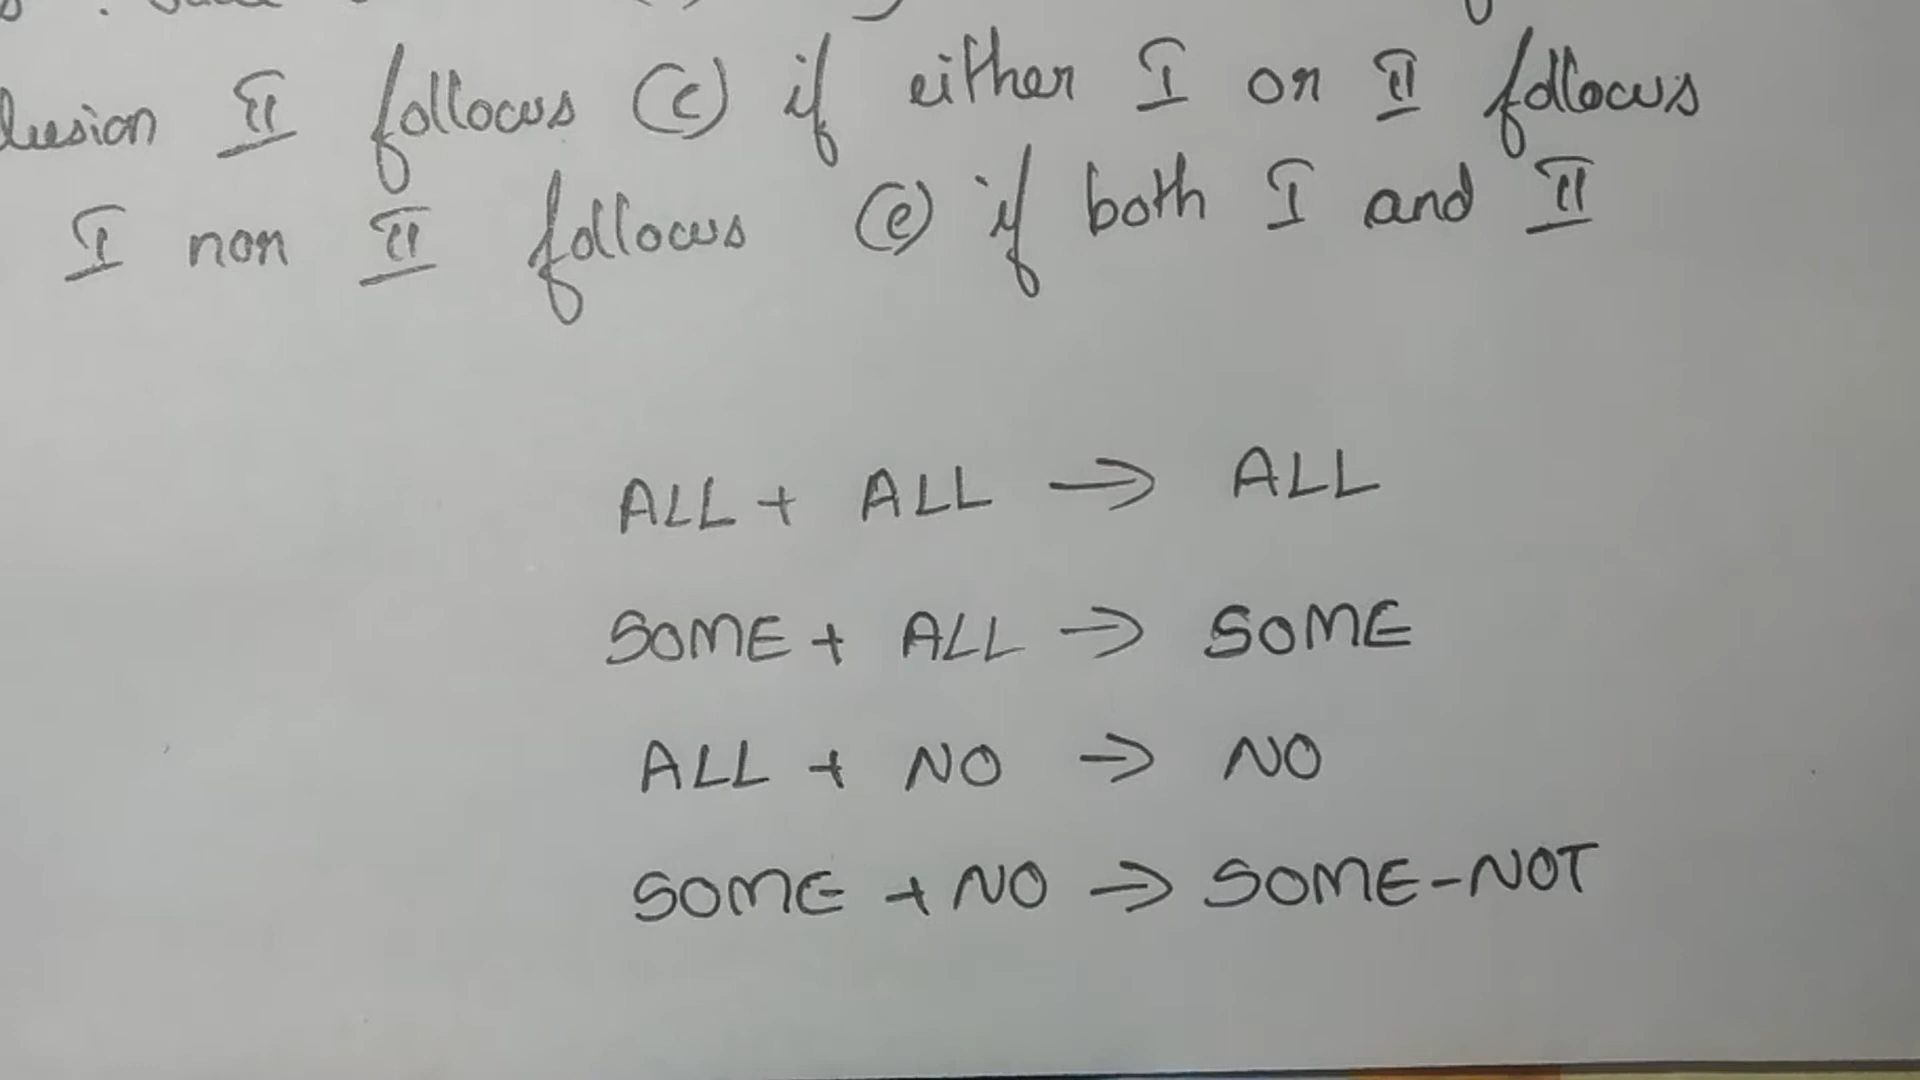 lusion II follows (c) if either I or II follows
I nor II follows (e) if both I and II
ALL + ALL → ALL
SOME + ALL → SOME
ALL + NO → NO
SOME + NO → SOME-NOT